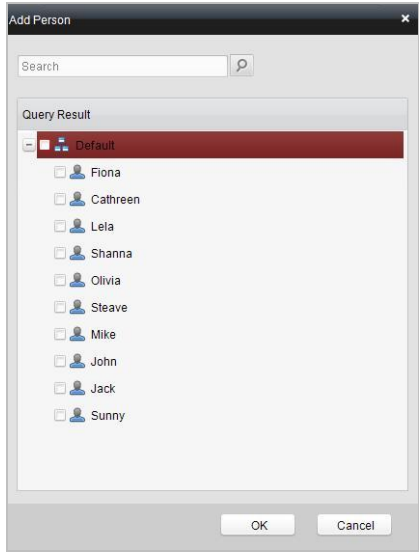 Add Person
Search
Query Result
Default
Fiona
Cathreen
Lela
Shanna
Olivia
Steave
Mike
John
Jack
Sunny
OK Cancel